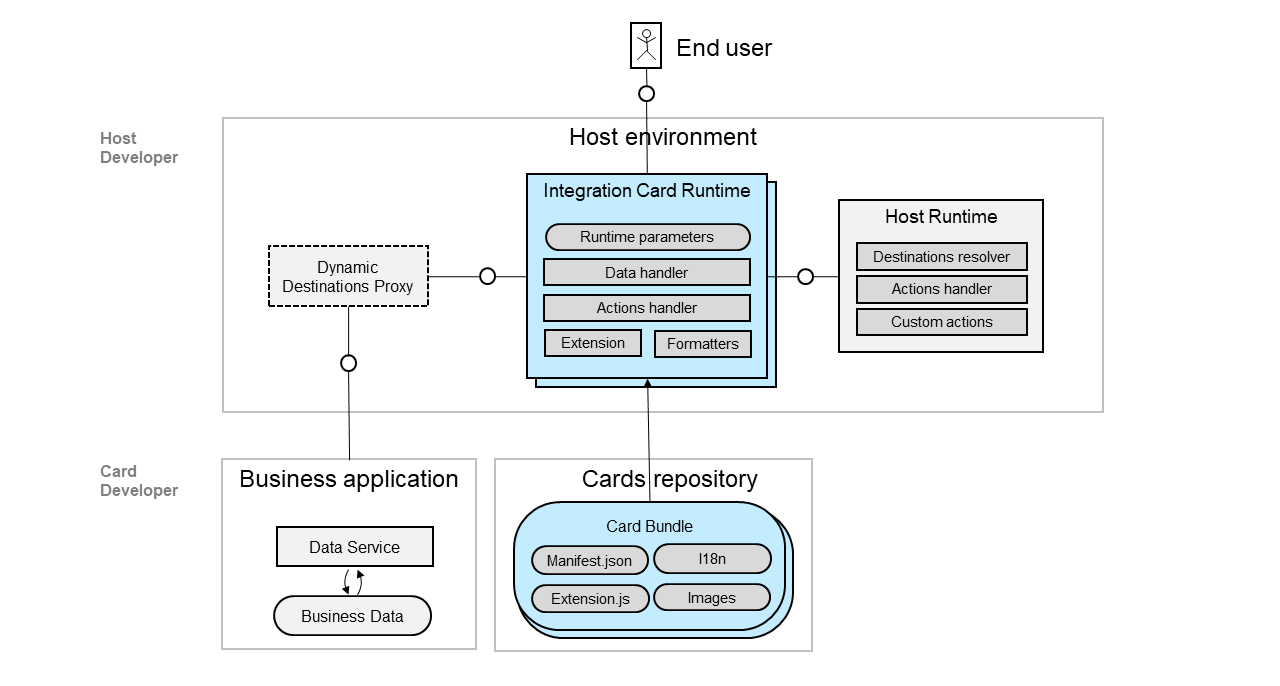 End user
Host
Developer
Host environment
Integration Card Runtime
Runtime parameters
Data handler
Actions handler
Extension
Formatters
Host Runtime
Destinations resolver
Actions handler
Custom actions
Dynamic
Destinations Proxy
Card
Developer
Business application
Data Service
Business Data
Cards repository
Card Bundle
Manifest.json
I18n
Extension.js
Images